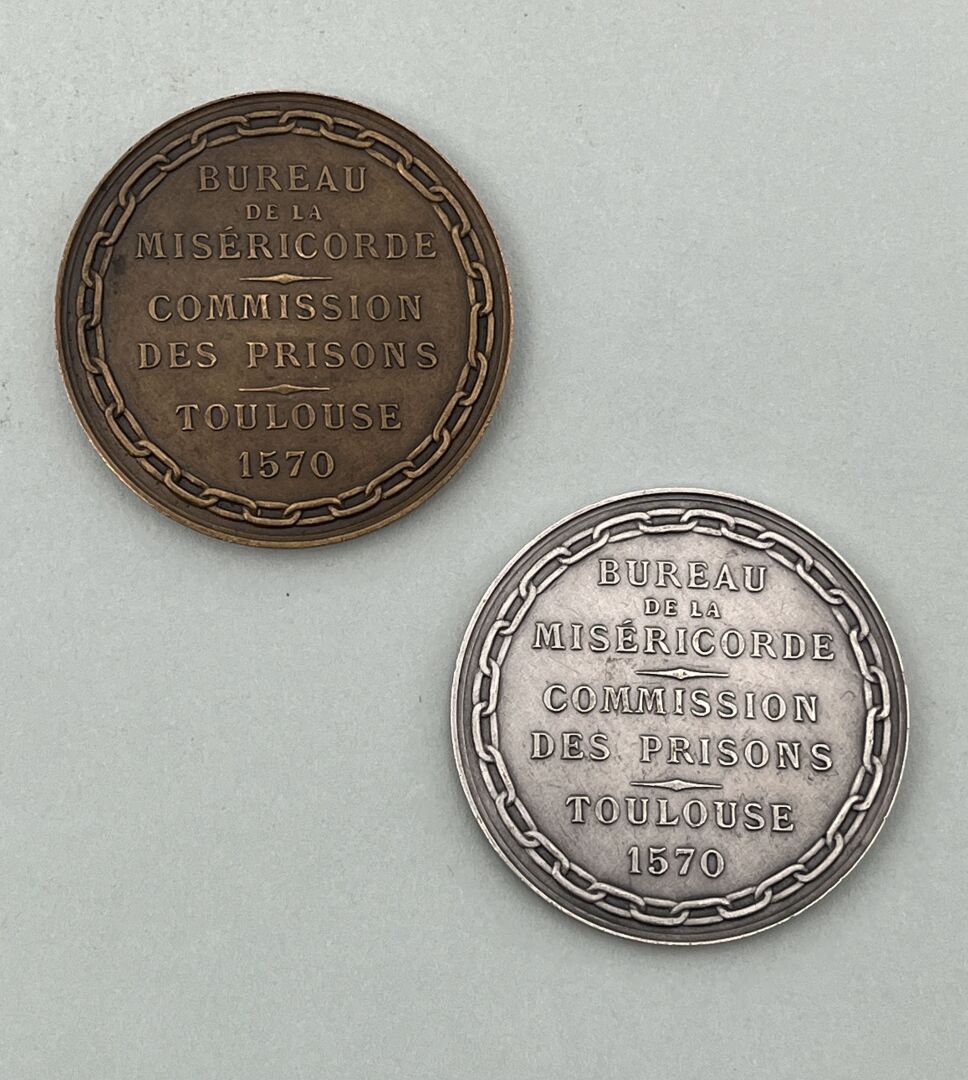 BUREAU
DE LA
MISÉRICORDE
COMMISSION
DES PRISONS
TOULOUSE
1570
BUREAU
DE LA
MISÉRICORDE
COMMISSION
DES PRISONS
TOULOUSE
1570